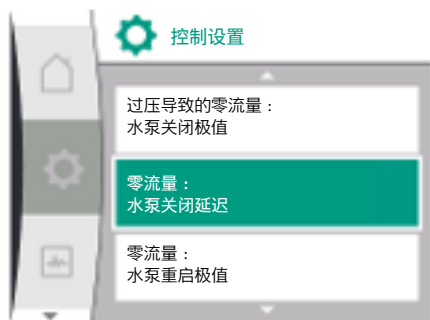 控制设置
过压导致的零流量：
水泵关闭极值
零流量：
水泵关闭延迟
零流量：
水泵重启极值